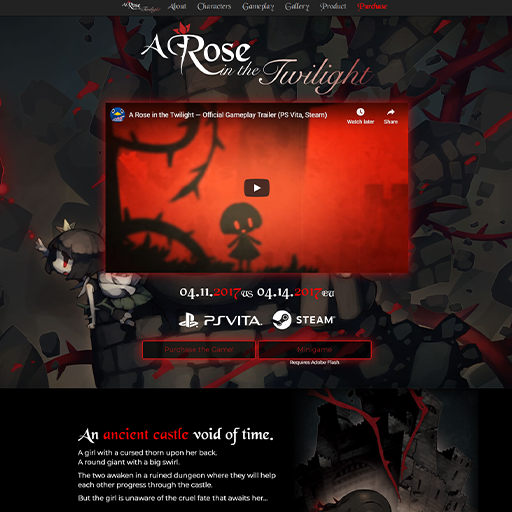 A Rose in the Twilight About Characters Gameplay Gallery Product Purchase
A Rose
in the Twilight
A Rose in the Twilight — Official Gameplay Trailer (PS Vita, Steam)
Watch later Share
04.11.2017 US 04.14.2017 EU
PSVITA. STEAM
Purchase the Game! Minigame
Requires Adobe Flash
An ancient castle void of time.
A girl with a cursed thorn upon her back.
A round giant with a big swirl.
The two awaken in a ruined dungeon where they will help
each other progress through the castle.
But the girl is unaware of the cruel fate that awaits her...